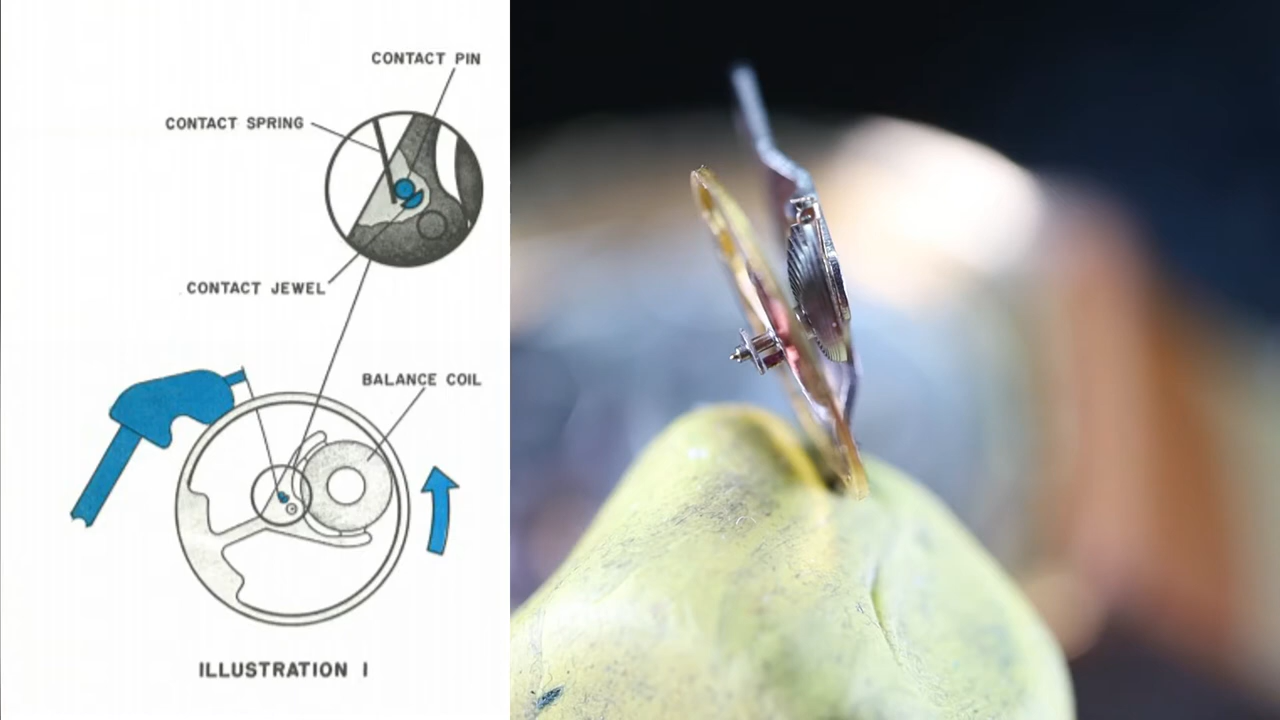 CONTACT PIN
CONTACT SPRING
CONTACT JEWEL
BALANCE COIL
ILLUSTRATION I